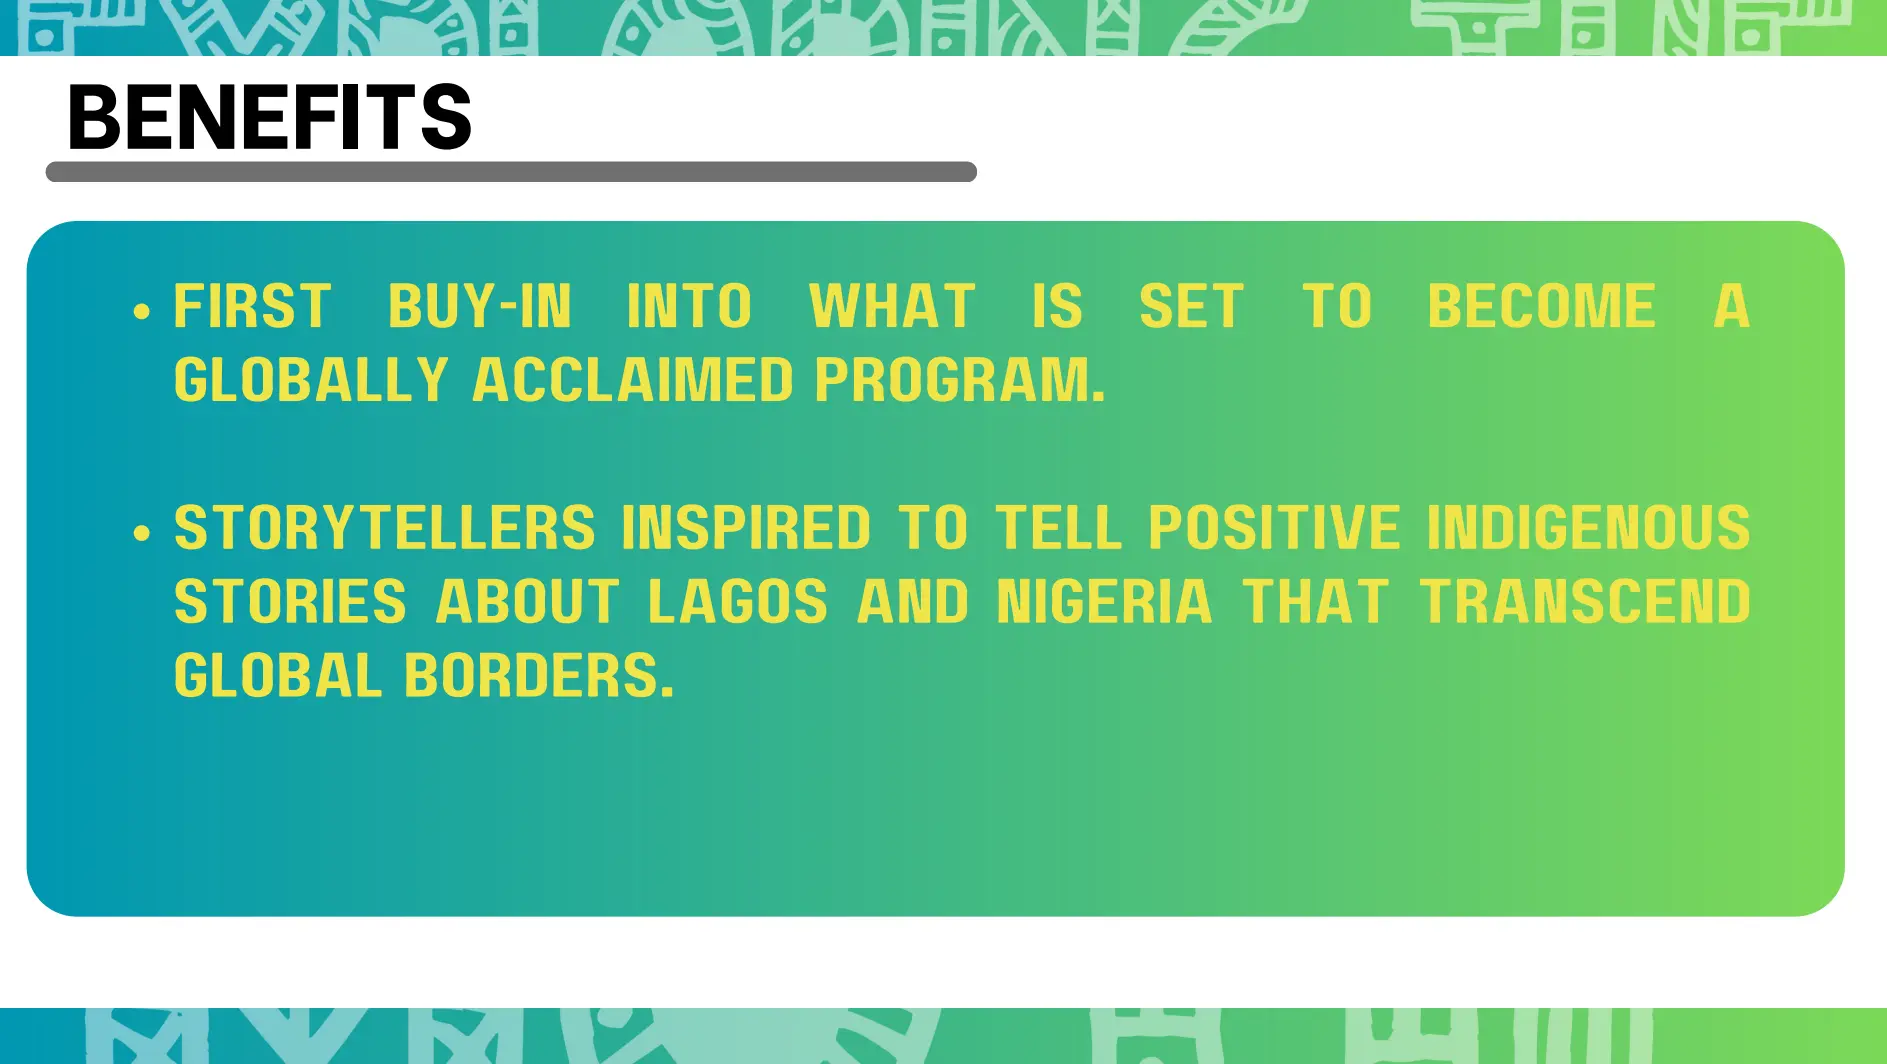 BENEFITS
• FIRST BUY-IN INTO WHAT IS SET TO BECOME A
GLOBALLY ACCLAIMED PROGRAM.
• STORYTELLERS INSPIRED TO TELL POSITIVE INDIGENOUS
STORIES ABOUT LAGOS AND NIGERIA THAT TRANSCEND
GLOBAL BORDERS.